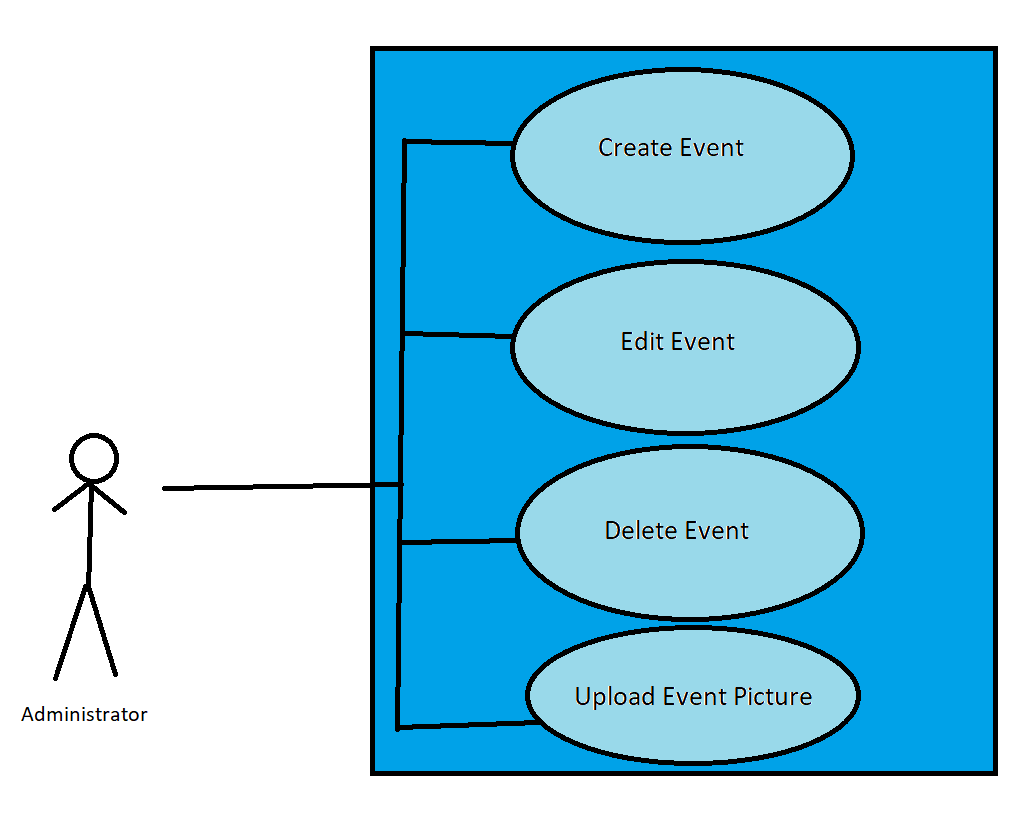 Create Event
Edit Event
Delete Event
Upload Event Picture
Administrator